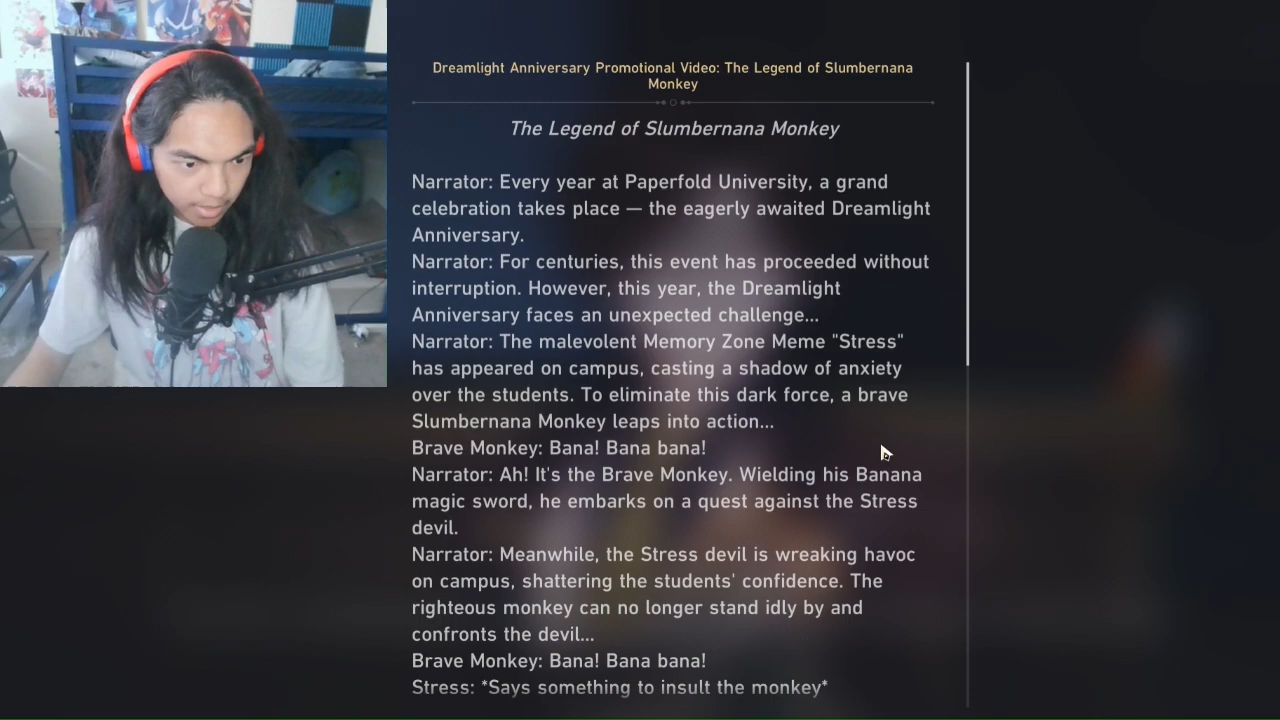 Dreamlight Anniversary Promotional Video: The Legend of Slumbernana
Monkey
The Legend of Slumbernana Monkey
Narrator: Every year at Paperfold University, a grand
celebration takes place — the eagerly awaited Dreamlight
Anniversary.
Narrator: For centuries, this event has proceeded without
interruption. However, this year, the Dreamlight
Anniversary faces an unexpected challenge...
Narrator: The malevolent Memory Zone Meme "Stress"
has appeared on campus, casting a shadow of anxiety
over the students. To eliminate this dark force, a brave
Slumbernana Monkey leaps into action...
Brave Monkey: Bana! Bana bana!
Narrator: Ah! It's the Brave Monkey. Wielding his Banana
magic sword, he embarks on a quest against the Stress
devil.
Narrator: Meanwhile, the Stress devil is wreaking havoc
on campus, shattering the students' confidence. The
righteous monkey can no longer stand idly by and
confronts the devil...
Brave Monkey: Bana! Bana bana!
Stress: *Says something to insult the monkey*